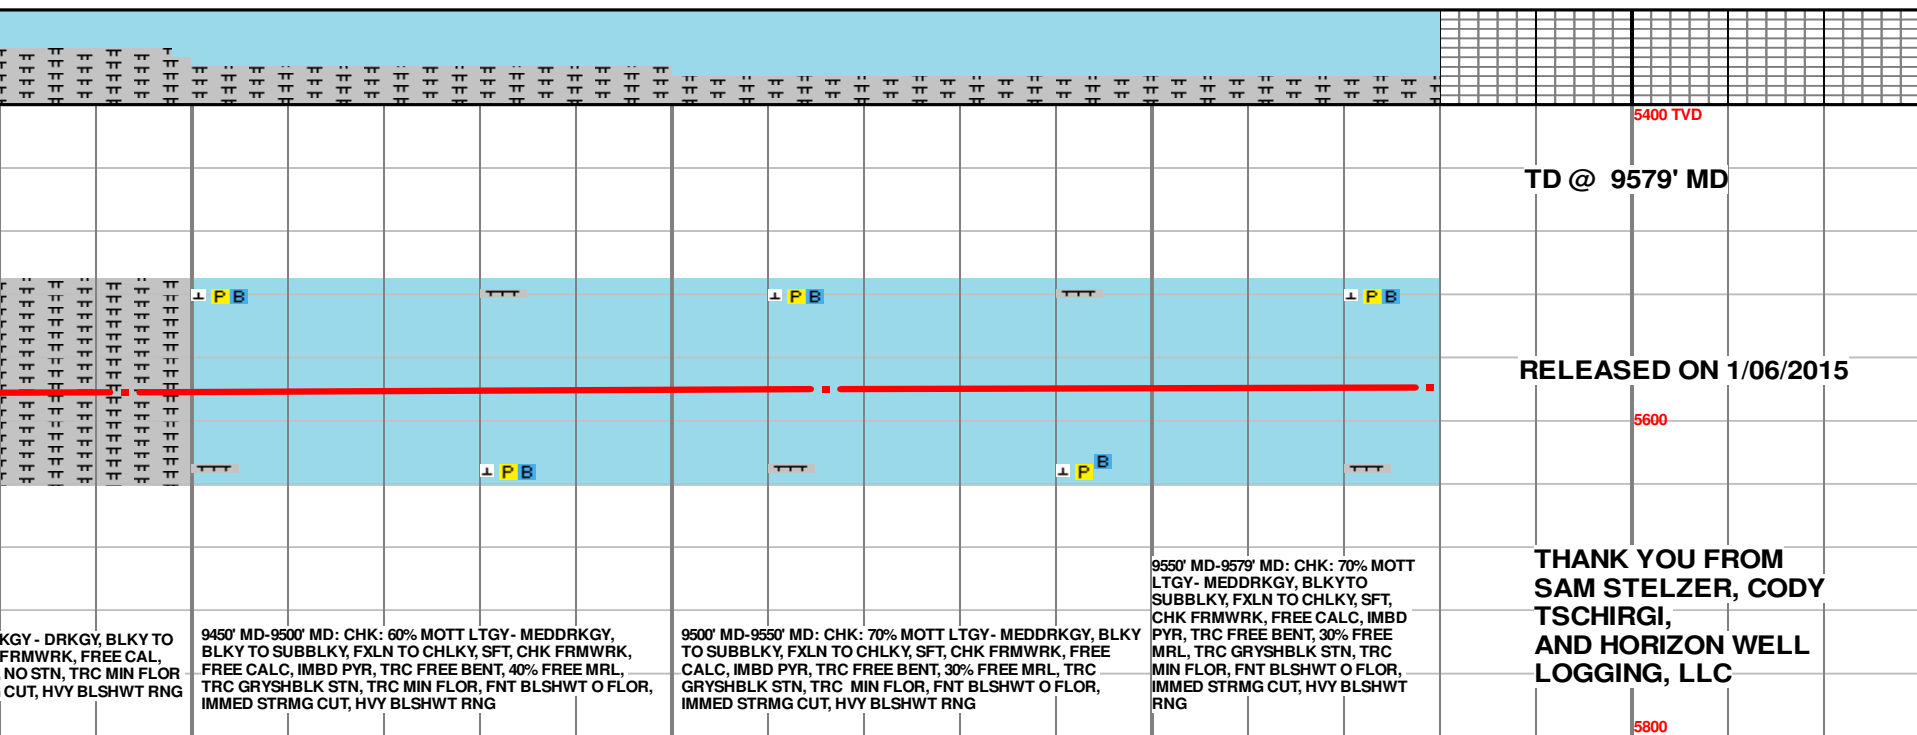 5400 TVD
TD @ 9579' MD
P B
P B
P B
RELEASED ON 1/06/2015
5600
P B
P B
KGY - DRKGY, BLKY TO
FRMWRK, FREE CAL,
NO STN, TRC MIN FLOR
CUT, HVY BLSHWT RNG
9450' MD-9500' MD: CHK: 60% MOTT LTGY- MEDDRKGY,
BLKY TO SUBBLKY, FXLN TO CHLKY, SFT, CHK FRMWRK,
FREE CALC, IMBD PYR, TRC FREE BENT, 40% FREE MRL,
TRC GRYSHBLK STN, TRC MIN FLOR, FNT BLSHWT O FLOR,
IMMED STRMG CUT, HVY BLSHWT RNG
9500' MD-9550' MD: CHK: 70% MOTT LTGY- MEDDRKGY, BLKY
TO SUBBLKY, FXLN TO CHLKY, SFT, CHK FRMWRK, FREE
CALC, IMBD PYR, TRC FREE BENT, 30% FREE MRL, TRC
GRYSHBLK STN, TRC MIN FLOR, FNT BLSHWT O FLOR,
IMMED STRMG CUT, HVY BLSHWT RNG
9550' MD-9579' MD: CHK: 70% MOTT
LTGY- MEDDRKGY, BLKYTO
SUBBLKY, FXLN TO CHLKY, SFT,
CHK FRMWRK, FREE CALC, IMBD
PYR, TRC FREE BENT, 30% FREE
MRL, TRC GRYSHBLK STN, TRC
MIN FLOR, FNT BLSHWT O FLOR,
IMMED STRMG CUT, HVY BLSHWT
RNG
THANK YOU FROM
SAM STELZER, CODY
TSCHIRGI,
AND HORIZON WELL
LOGGING, LLC
5800